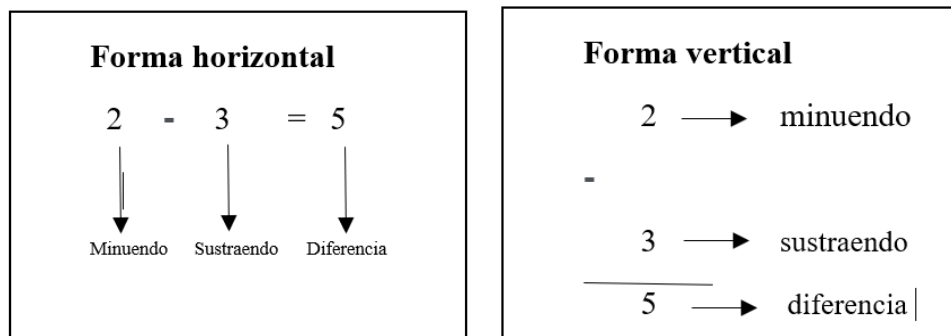 Forma horizontal
2 - 3 = 5
Minuendo Sustraendo Diferencia
Forma vertical
2 minuendo
-
3 sustraendo
5 diferencia